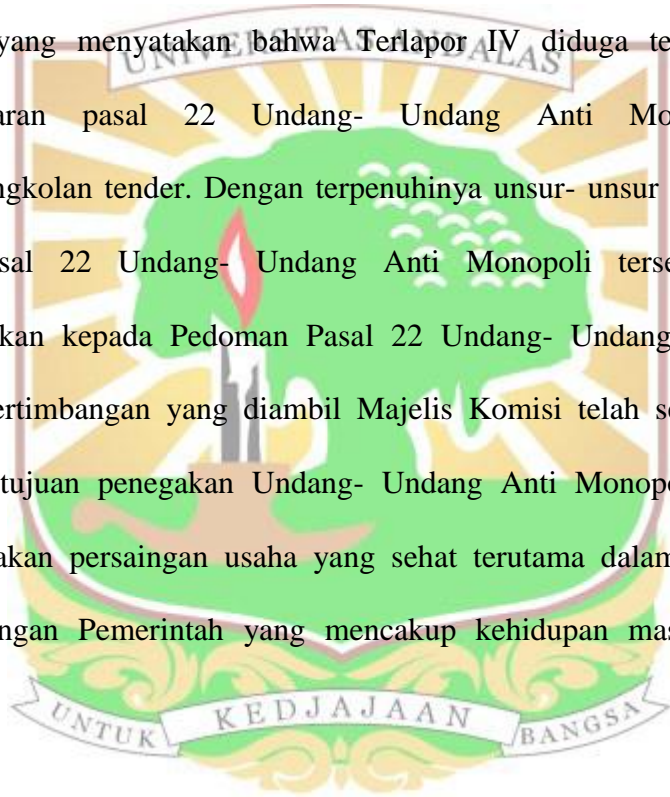 yang menyatakan bahwa Terlapor IV diduga te
UNIVERSITAS ANDALAS
aran pasal 22 Undang- Undang Anti Mo
ngkolan tender. Dengan terpenuhinya unsur- unsur
sal 22 Undang- Undang Anti Monopoli terse
kan kepada Pedoman Pasal 22 Undang- Undang
ertimbangan yang diambil Majelis Komisi telah se
tujuan penegakan Undang- Undang Anti Monopo
akan persaingan usaha yang sehat terutama dalam
ngan Pemerintah yang mencakup kehidupan mas
UNTUK KEDJAJAAN BANGSA